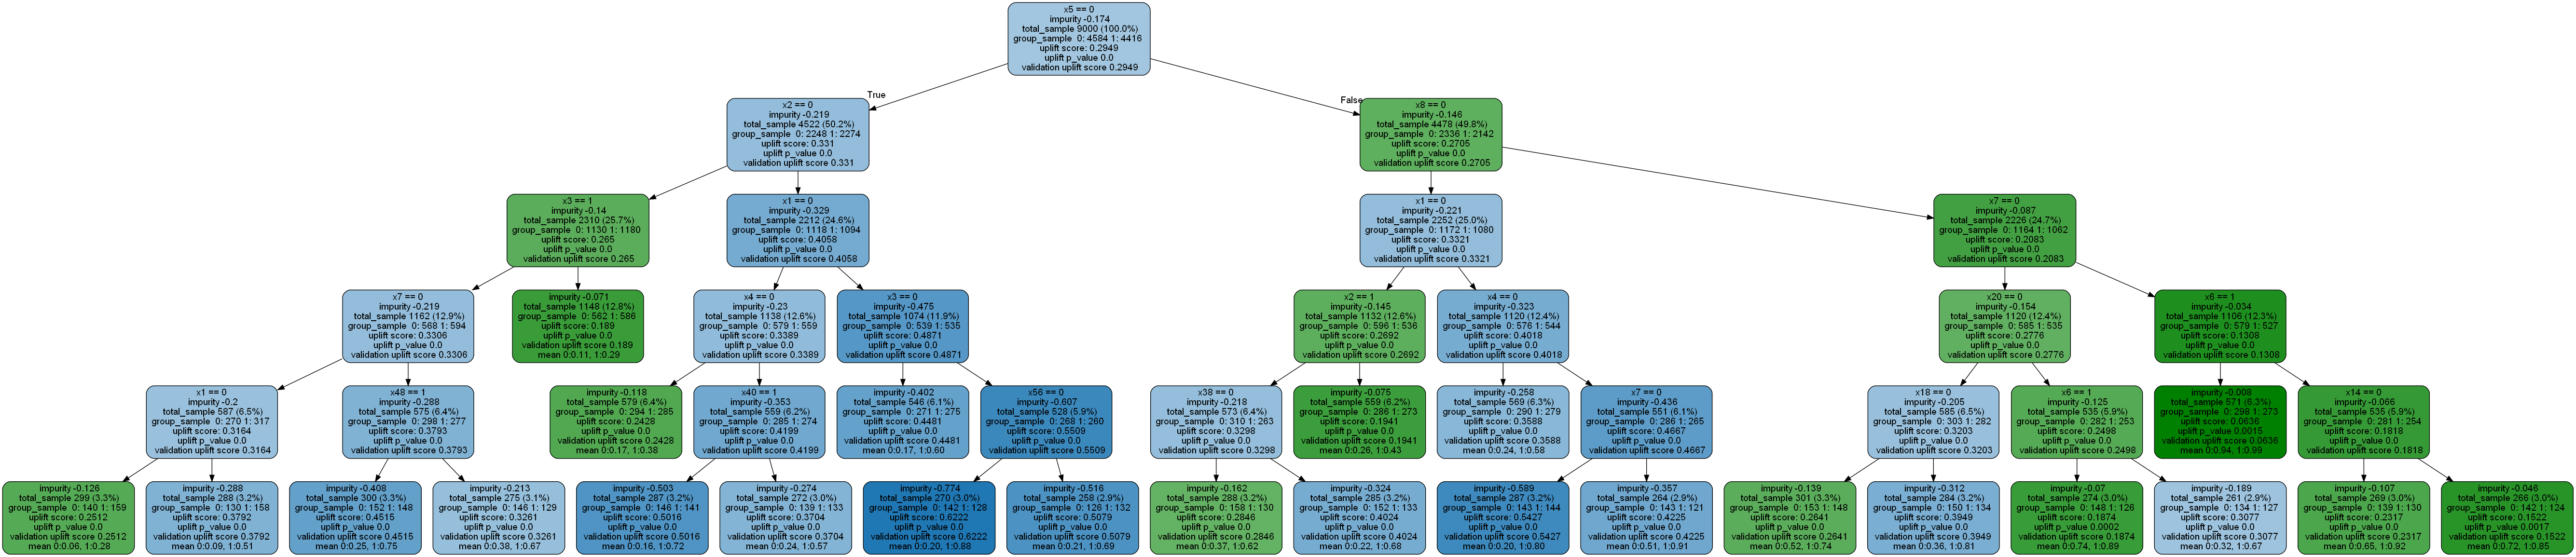 x5 == 0
impurity -0.174
total_sample 9000 (100.0%)
group_sample 0: 4584 1: 4416
uplift score: 0.2949
uplift p_value 0.0
validation uplift score 0.2949
True
False
x2 == 0
impurity -0.219
total_sample 4522 (50.2%)
group_sample 0: 2248 1: 2274
uplift score: 0.331
uplift p_value 0.0
validation uplift score 0.331
x8 == 0
impurity -0.146
total_sample 4478 (49.8%)
group_sample 0: 2336 1: 2142
uplift score: 0.2705
uplift p_value 0.0
validation uplift score 0.2705
x3 == 1
impurity -0.14
total_sample 2310 (25.7%)
group_sample 0: 1130 1: 1180
uplift score: 0.265
uplift p_value 0.0
validation uplift score 0.265
x1 == 0
impurity -0.329
total_sample 2212 (24.6%)
group_sample 0: 1118 1: 1094
uplift score: 0.4058
uplift p_value 0.0
validation uplift score 0.4058
x1 == 0
impurity -0.221
total_sample 2252 (25.0%)
group_sample 0: 1172 1: 1080
uplift score: 0.3321
uplift p_value 0.0
validation uplift score 0.3321
x7 == 0
impurity -0.087
total_sample 2226 (24.7%)
group_sample 0: 1164 1: 1062
uplift score: 0.2083
uplift p_value 0.0
validation uplift score 0.2083
x7 == 0
impurity -0.219
total_sample 1162 (12.9%)
group_sample 0: 568 1: 594
uplift score: 0.3306
uplift p_value 0.0
validation uplift score 0.3306
impurity -0.071
total_sample 1148 (12.8%)
group_sample 0: 562 1: 586
uplift score: 0.189
uplift p_value 0.0
validation uplift score 0.189
mean 0:0.11, 1:0.29
x4 == 0
impurity -0.23
total_sample 1138 (12.6%)
group_sample 0: 579 1: 559
uplift score: 0.3389
uplift p_value 0.0
validation uplift score 0.3389
x3 == 0
impurity -0.475
total_sample 1074 (11.9%)
group_sample 0: 539 1: 535
uplift score: 0.4871
uplift p_value 0.0
validation uplift score 0.4871
x2 == 1
impurity -0.145
total_sample 1132 (12.6%)
group_sample 0: 596 1: 536
uplift score: 0.2692
uplift p_value 0.0
validation uplift score 0.2692
x4 == 0
impurity -0.323
total_sample 1120 (12.4%)
group_sample 0: 576 1: 544
uplift score: 0.4018
uplift p_value 0.0
validation uplift score 0.4018
x20 == 0
impurity -0.154
total_sample 1120 (12.4%)
group_sample 0: 585 1: 535
uplift score: 0.2776
uplift p_value 0.0
validation uplift score 0.2776
x6 == 1
impurity -0.034
total_sample 1106 (12.3%)
group_sample 0: 579 1: 527
uplift score: 0.1308
uplift p_value 0.0
validation uplift score 0.1308
x1 == 0
impurity -0.2
total_sample 587 (6.5%)
group_sample 0: 270 1: 317
uplift score: 0.3164
uplift p_value 0.0
validation uplift score 0.3164
x48 == 1
impurity -0.288
total_sample 575 (6.4%)
group_sample 0: 298 1: 277
uplift score: 0.3793
uplift p_value 0.0
validation uplift score 0.3793
impurity -0.118
total_sample 579 (6.4%)
group_sample 0: 294 1: 285
uplift score: 0.2428
uplift p_value 0.0
validation uplift score 0.2428
mean 0:0.17, 1:0.38
x40 == 1
impurity -0.353
total_sample 559 (6.2%)
group_sample 0: 285 1: 274
uplift score: 0.4199
uplift p_value 0.0
validation uplift score 0.4199
impurity -0.402
total_sample 546 (6.1%)
group_sample 0: 271 1: 275
uplift score: 0.4481
uplift p_value 0.0
validation uplift score 0.4481
mean 0:0.17, 1:0.60
x56 == 0
impurity -0.607
total_sample 528 (5.9%)
group_sample 0: 268 1: 260
uplift score: 0.5509
uplift p_value 0.0
validation uplift score 0.5509
x38 == 0
impurity -0.218
total_sample 573 (6.4%)
group_sample 0: 310 1: 263
uplift score: 0.3298
uplift p_value 0.0
validation uplift score 0.3298
impurity -0.075
total_sample 559 (6.2%)
group_sample 0: 286 1: 273
uplift score: 0.1941
uplift p_value 0.0
validation uplift score 0.1941
mean 0:0.26, 1:0.43
impurity -0.258
total_sample 569 (6.3%)
group_sample 0: 290 1: 279
uplift score: 0.3588
uplift p_value 0.0
validation uplift score 0.3588
mean 0:0.24, 1:0.58
x7 == 0
impurity -0.436
total_sample 551 (6.1%)
group_sample 0: 286 1: 265
uplift score: 0.4667
uplift p_value 0.0
validation uplift score 0.4667
x18 == 0
impurity -0.205
total_sample 585 (6.5%)
group_sample 0: 303 1: 282
uplift score: 0.3203
uplift p_value 0.0
validation uplift score 0.3203
x6 == 1
impurity -0.125
total_sample 535 (5.9%)
group_sample 0: 282 1: 253
uplift score: 0.2498
uplift p_value 0.0
validation uplift score 0.2498
impurity -0.008
total_sample 571 (6.3%)
group_sample 0: 298 1: 273
uplift score: 0.0636
uplift p_value 0.0015
validation uplift score 0.0636
mean 0:0.94, 1:0.99
x14 == 0
impurity -0.066
total_sample 535 (5.9%)
group_sample 0: 281 1: 254
uplift score: 0.1818
uplift p_value 0.0
validation uplift score 0.1818
impurity -0.126
total_sample 299 (3.3%)
group_sample 0: 140 1: 159
uplift score: 0.2512
uplift p_value 0.0
validation uplift score 0.2512
mean 0:0.06, 1:0.28
impurity -0.288
total_sample 288 (3.2%)
group_sample 0: 130 1: 158
uplift score: 0.3792
uplift p_value 0.0
validation uplift score 0.3792
mean 0:0.09, 1:0.51
impurity -0.408
total_sample 300 (3.3%)
group_sample 0: 152 1: 148
uplift score: 0.4515
uplift p_value 0.0
validation uplift score 0.4515
mean 0:0.25, 1:0.75
impurity -0.213
total_sample 275 (3.1%)
group_sample 0: 146 1: 129
uplift score: 0.3261
uplift p_value 0.0
validation uplift score 0.3261
mean 0:0.38, 1:0.67
impurity -0.503
total_sample 287 (3.2%)
group_sample 0: 146 1: 141
uplift score: 0.5016
uplift p_value 0.0
validation uplift score 0.5016
mean 0:0.16, 1:0.72
impurity -0.274
total_sample 272 (3.0%)
group_sample 0: 139 1: 133
uplift score: 0.3704
uplift p_value 0.0
validation uplift score 0.3704
mean 0:0.24, 1:0.57
impurity -0.774
total_sample 270 (3.0%)
group_sample 0: 142 1: 128
uplift score: 0.6222
uplift p_value 0.0
validation uplift score 0.6222
mean 0:0.20, 1:0.88
impurity -0.516
total_sample 258 (2.9%)
group_sample 0: 126 1: 132
uplift score: 0.5079
uplift p_value 0.0
validation uplift score 0.5079
mean 0:0.21, 1:0.69
impurity -0.162
total_sample 288 (3.2%)
group_sample 0: 158 1: 130
uplift score: 0.2846
uplift p_value 0.0
validation uplift score 0.2846
mean 0:0.37, 1:0.62
impurity -0.324
total_sample 285 (3.2%)
group_sample 0: 152 1: 133
uplift score: 0.4024
uplift p_value 0.0
validation uplift score 0.4024
mean 0:0.22, 1:0.68
impurity -0.589
total_sample 287 (3.2%)
group_sample 0: 143 1: 144
uplift score: 0.5427
uplift p_value 0.0
validation uplift score 0.5427
mean 0:0.20, 1:0.80
impurity -0.357
total_sample 264 (2.9%)
group_sample 0: 143 1: 121
uplift score: 0.4225
uplift p_value 0.0
validation uplift score 0.4225
mean 0:0.51, 1:0.91
impurity -0.139
total_sample 301 (3.3%)
group_sample 0: 153 1: 148
uplift score: 0.2641
uplift p_value 0.0
validation uplift score 0.2641
mean 0:0.52, 1:0.74
impurity -0.312
total_sample 284 (3.2%)
group_sample 0: 150 1: 134
uplift score: 0.3949
uplift p_value 0.0
validation uplift score 0.3949
mean 0:0.36, 1:0.81
impurity -0.07
total_sample 274 (3.0%)
group_sample 0: 148 1: 126
uplift score: 0.1874
uplift p_value 0.0002
validation uplift score 0.1874
mean 0:0.74, 1:0.89
impurity -0.189
total_sample 261 (2.9%)
group_sample 0: 134 1: 127
uplift score: 0.3077
uplift p_value 0.0
validation uplift score 0.3077
mean 0:0.32, 1:0.67
impurity -0.107
total_sample 269 (3.0%)
group_sample 0: 139 1: 130
uplift score: 0.2317
uplift p_value 0.0
validation uplift score 0.2317
mean 0:0.65, 1:0.92
impurity -0.046
total_sample 266 (3.0%)
group_sample 0: 142 1: 124
uplift score: 0.1522
uplift p_value 0.0017
validation uplift score 0.1522
mean 0:0.72, 1:0.85